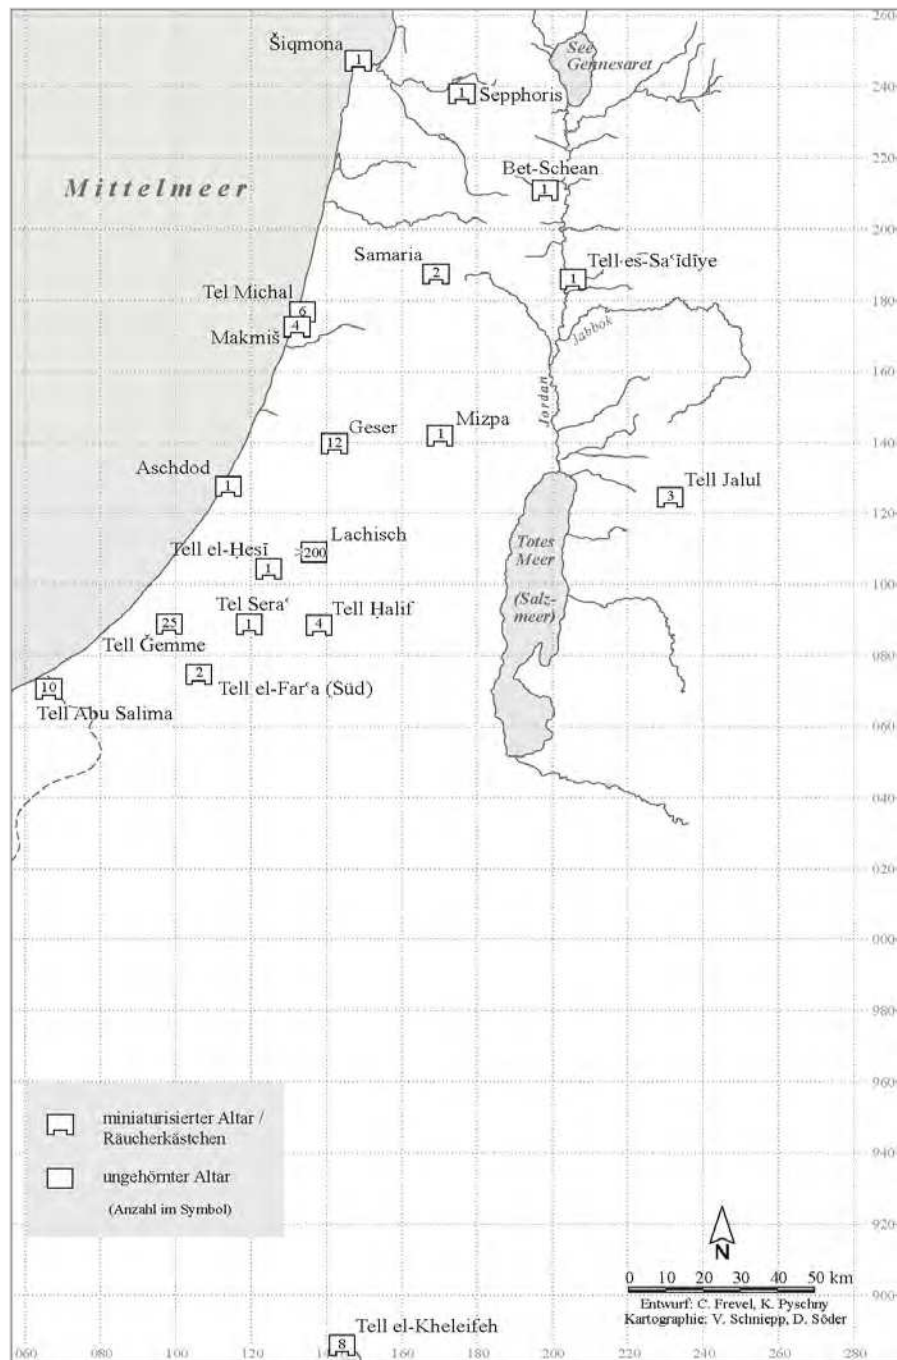 260
Šiqmona
1
See
Gennesaret
240
1
Sepphoris
220
Mittelmeer
Bet-Schean
1
200
Samaria
2
Tell es-Saʿīdīye
1
Tel Michal
6
180
4
Makmiš
Jabbok
160
Jordan
Geser
12
Mizpa
1
140
Aschdod
1
Tell Jalul
3
120
Lachisch
>200
Tell el-Ḥesī
1
Totes
Meer
(Salz-
meer)
100
Tel Seraʿ
1
Tell Ḥalif
4
25
Tell Ǧemme
080
2
Tell el-Farʿa (Süd)
10
Tell Abu Salima
060
040
020
000
980
960
miniaturisierter Altar /
Räucherkästchen
ungehörnter Altar
(Anzahl im Symbol)
940
920
N
0 10 20 30 40 50 km
Entwurf: C. Frevel, K. Pyschny
Kartographie: V. Schniepp, D. Söder
900
Tell el-Kheleifeh
8
060 080 100 120 160 180 200 220 240 260 280